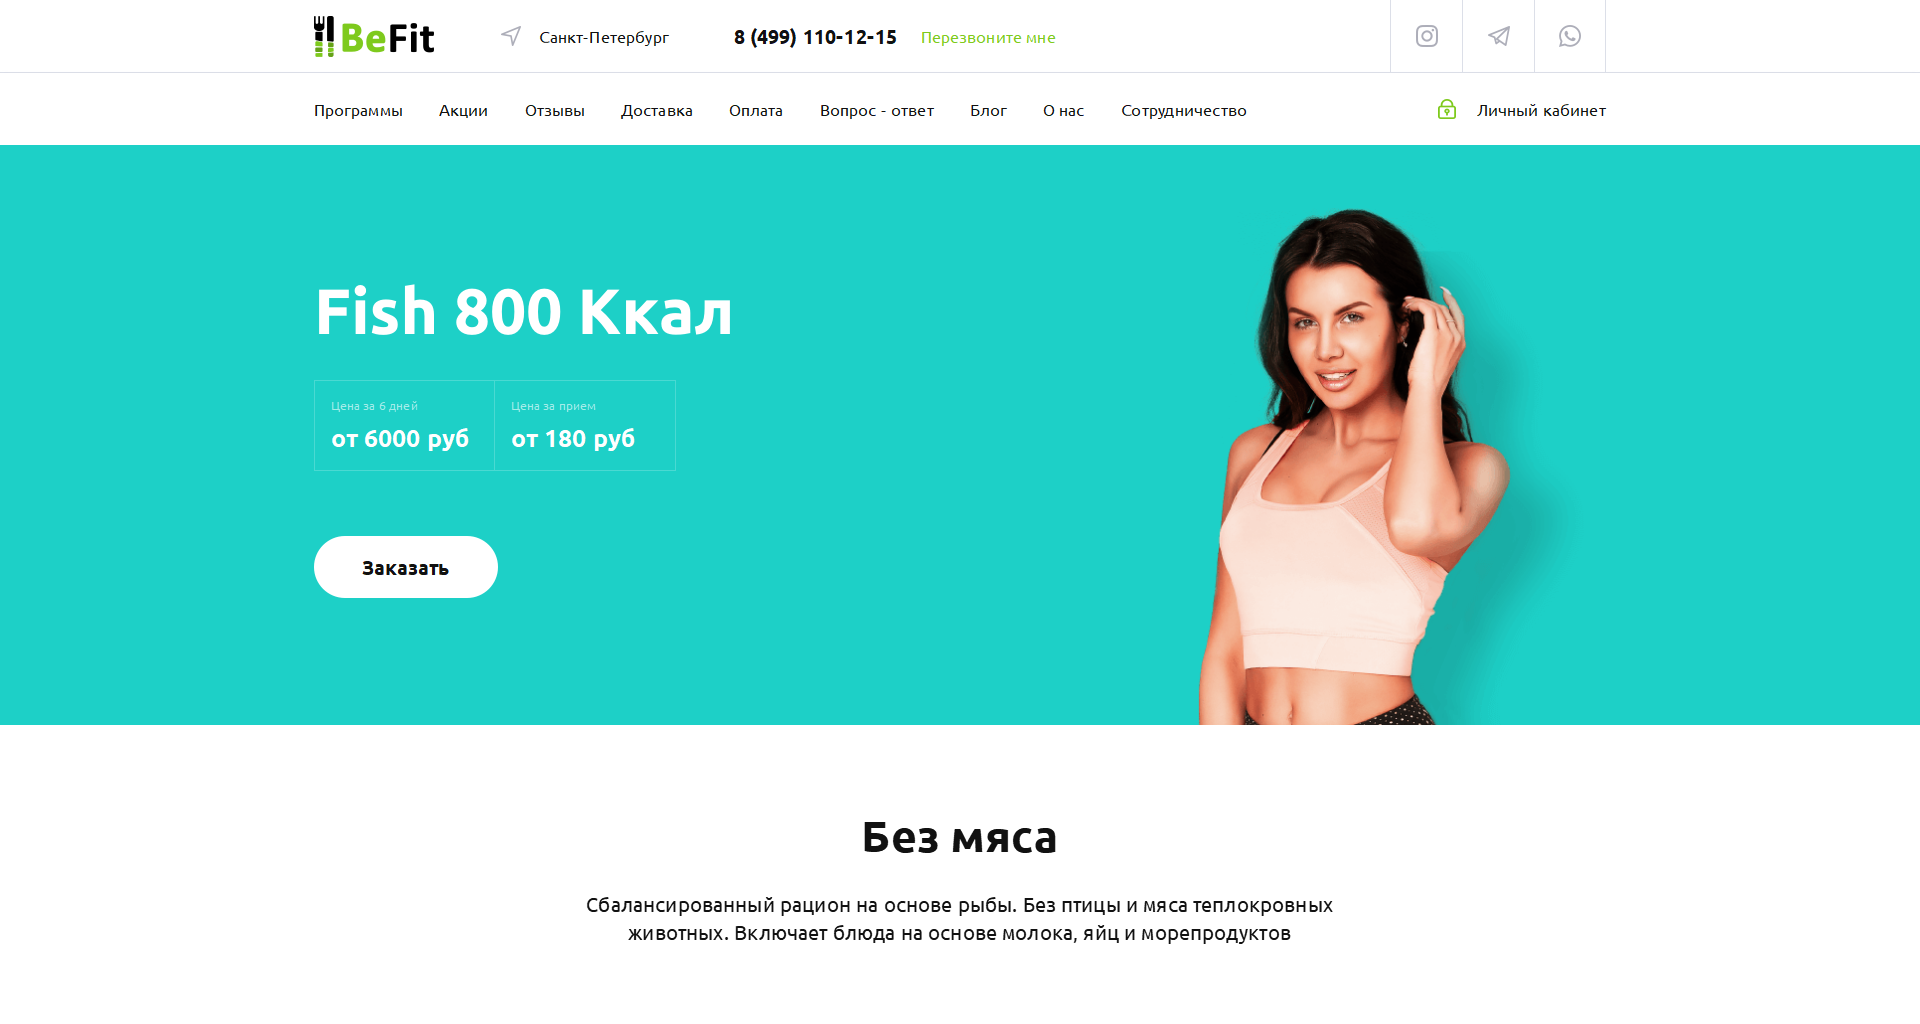 BeFit
Санкт-Петербург
8 (499) 110-12-15
Перезвоните мне
Программы
Акции
Отзывы
Доставка
Оплата
Вопрос - ответ
Блог
О нас
Сотрудничество
Личный кабинет
Fish 800 Ккал
Цена за 6 дней
от 6000 руб
Цена за прием
от 180 руб
Заказать
Без мяса
Сбалансированный рацион на основе рыбы. Без птицы и мяса теплокровных
животных. Включает блюда на основе молока, яйц и морепродуктов